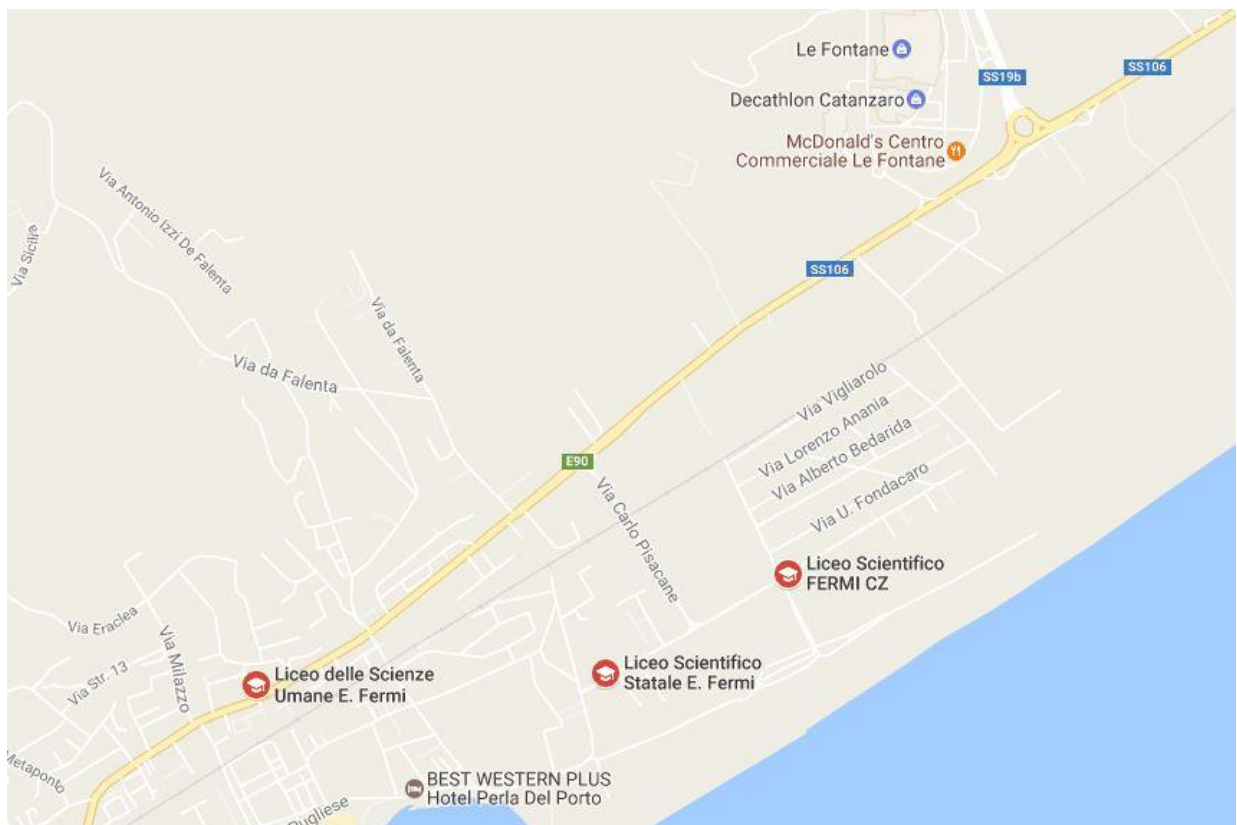 Le Fontane
SS106
SS19b
Decathlon Catanzaro
McDonald's Centro
Commerciale Le Fontane
Via Antonio Izzi De Falenta
Via Sicilia
SS106
Via da Falenta
Via da Falenta
Via Vigliarolo
Via Lorenzo Anania
Via Alberto Bedarida
E90
Via U. Fondacaro
Via Carlo Pisacane
Liceo Scientifico
FERMI CZ
Via Eraclea
Via Milazzo
Via Str. 13
Liceo delle Scienze
Umane E. Fermi
Liceo Scientifico
Statale E. Fermi
Metaponto
BEST WESTERN PLUS
Hotel Perla Del Porto